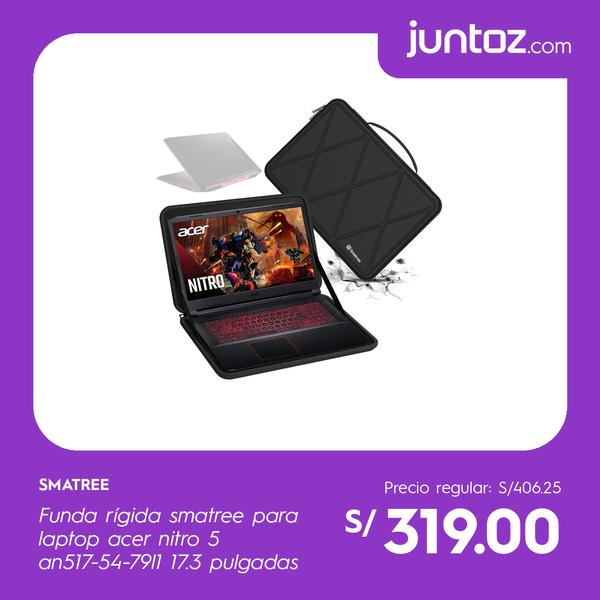 juntoz.com
acer
NITRO
SMATREE
Funda rígida smatree para
laptop acer nitro 5
an517-54-79l1 17.3 pulgadas
Precio regular: S/406.25
S/ 319.00